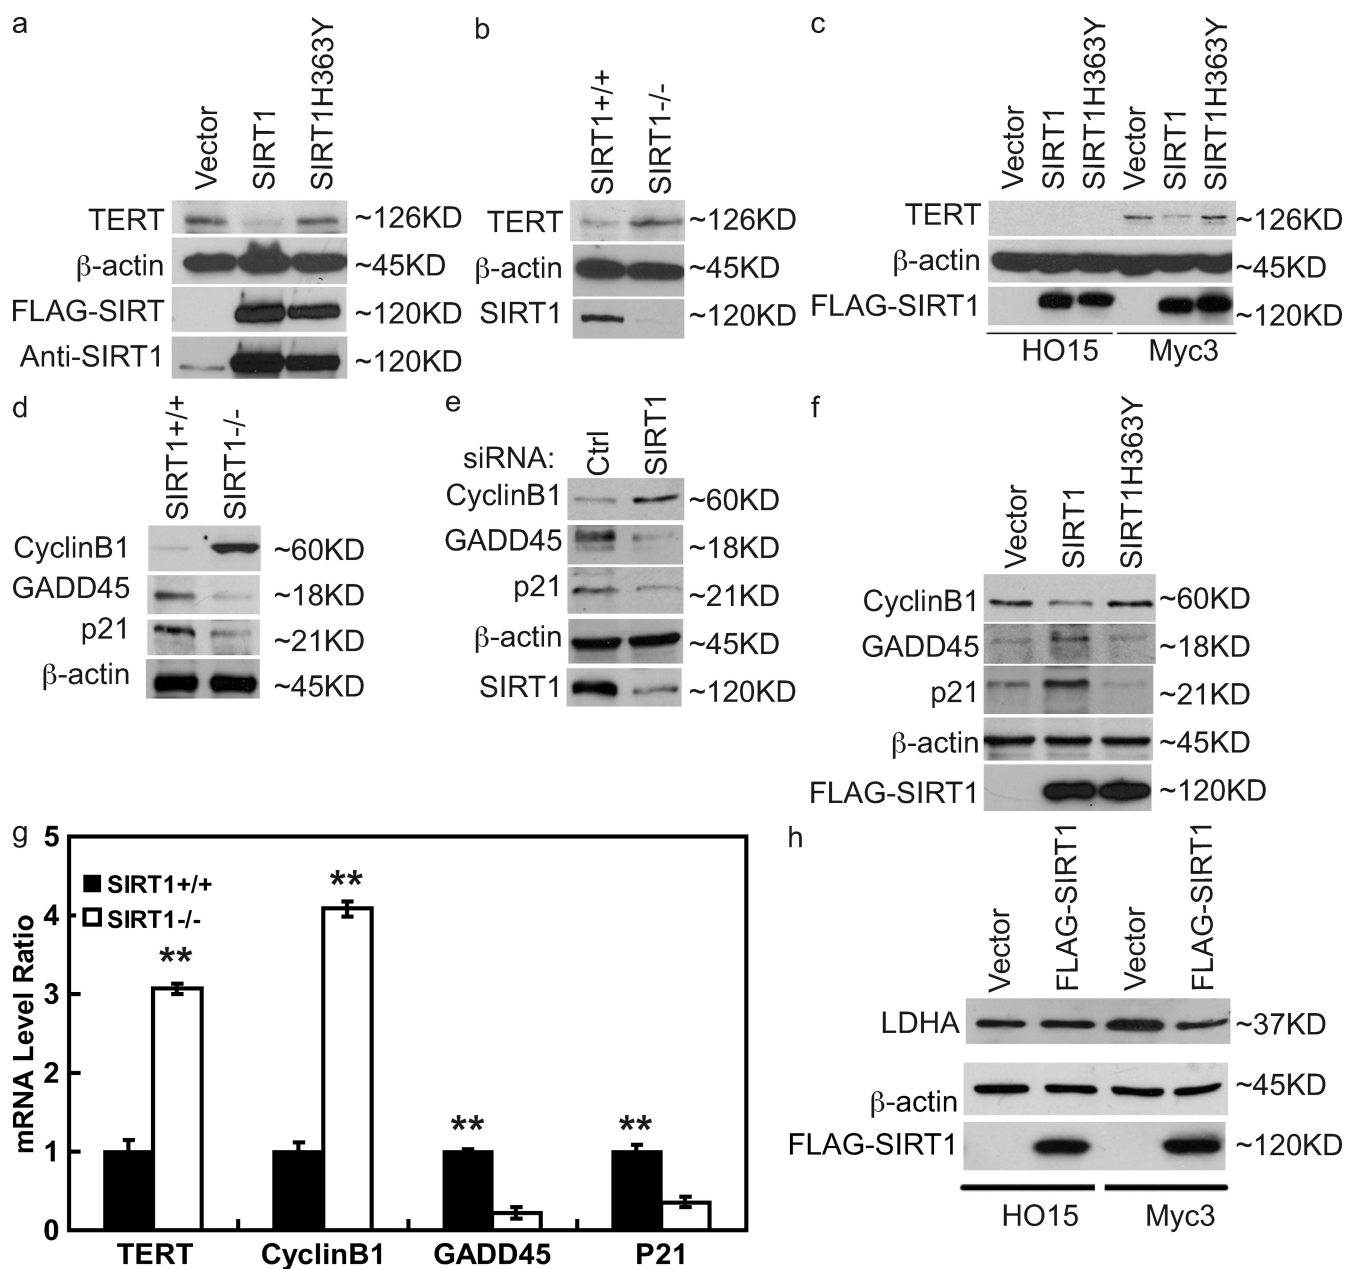 a
Vector
SIRT1
SIRT1H363Y
TERT ~126KD
β-actin ~45KD
FLAG-SIRT ~120KD
Anti-SIRT1 ~120KD
b
SIRT1+/+
SIRT1-/-
TERT ~126KD
β-actin ~45KD
SIRT1 ~120KD
c
Vector
SIRT1
SIRT1H363Y
Vector
SIRT1
SIRT1H363Y
TERT ~126KD
β-actin ~45KD
FLAG-SIRT1 ~120KD
HO15 Myc3
d
SIRT1+/+
SIRT1-/-
CyclinB1 ~60KD
GADD45 ~18KD
p21 ~21KD
β-actin ~45KD
e
siRNA:
Ctrl
SIRT1
CyclinB1 ~60KD
GADD45 ~18KD
p21 ~21KD
β-actin ~45KD
SIRT1 ~120KD
f
Vector
SIRT1
SIRT1H363Y
CyclinB1 ~60KD
GADD45 ~18KD
p21 ~21KD
β-actin ~45KD
FLAG-SIRT1 ~120KD
g
mRNA Level Ratio
5
4
3
2
1
0
SIRT1+/+
SIRT1-/-
**
**
**
**
TERT CyclinB1 GADD45 P21
h
Vector
FLAG-SIRT1
Vector
FLAG-SIRT1
LDHA ~37KD
β-actin ~45KD
FLAG-SIRT1 ~120KD
HO15 Myc3